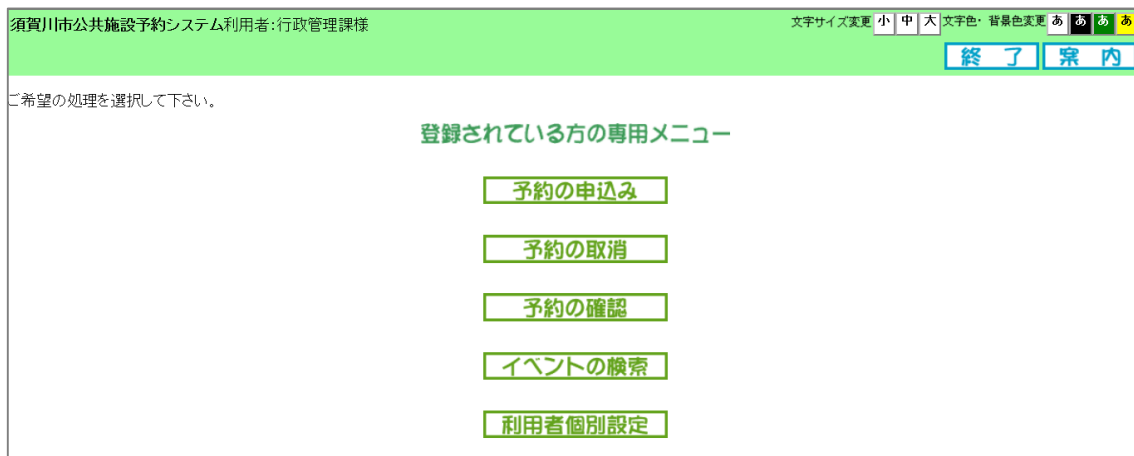 須賀川市公共施設予約システム利用者:行政管理課様
文字サイズ変更 小 中 大 文字色・背景色変更 あ あ あ あ
終 了 案 内
ご希望の処理を選択して下さい。
登録されている方の専用メニュー
予約の申込み
予約の取消
予約の確認
イベントの検索
利用者個別設定